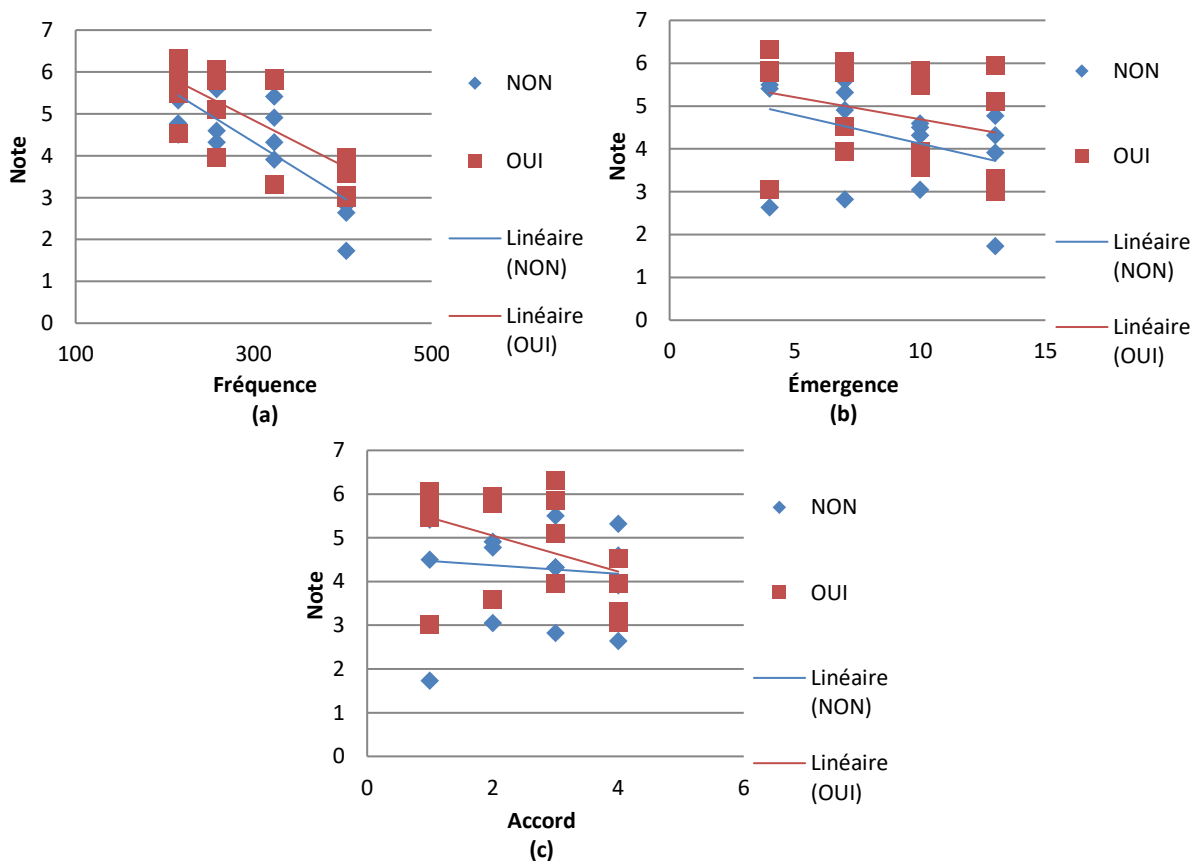 7
6
5
4
3
2
1
0
Note
100
300
500
Fréquence
(a)
NON
OUI
Linéaire
(NON)
Linéaire
(OUI)
7
6
5
4
3
2
1
0
Note
0
5
10
15
Émergence
(b)
NON
OUI
Linéaire
(NON)
Linéaire
(OUI)
7
6
5
4
3
2
1
0
Note
0
2
4
6
Accord
(c)
NON
OUI
Linéaire
(NON)
Linéaire
(OUI)